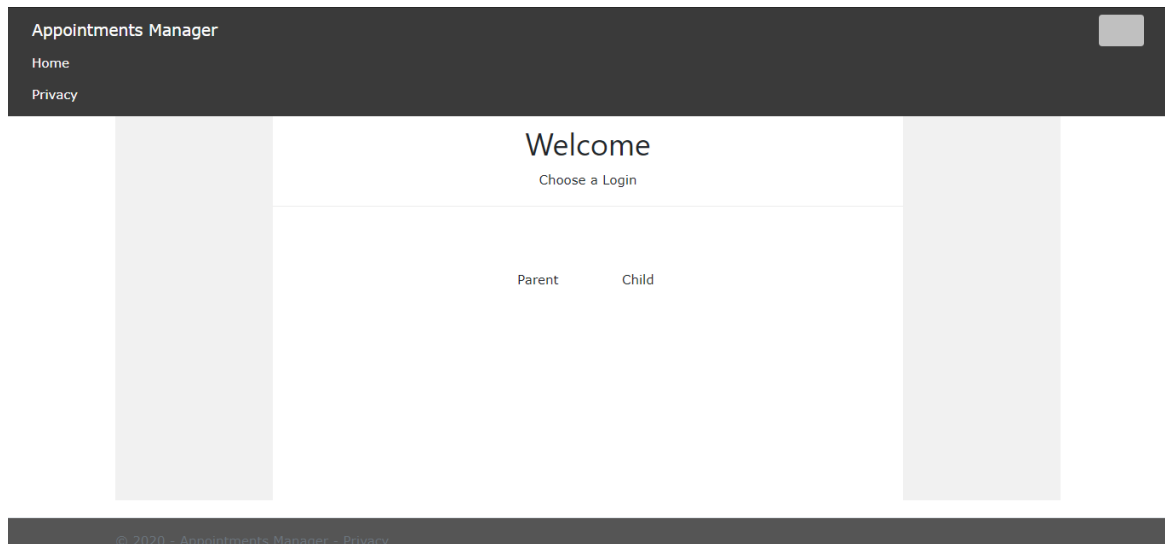 Appointments Manager
Home
Privacy
Welcome
Choose a Login
Parent Child
© 2020 - Appointments Manager - Privacy